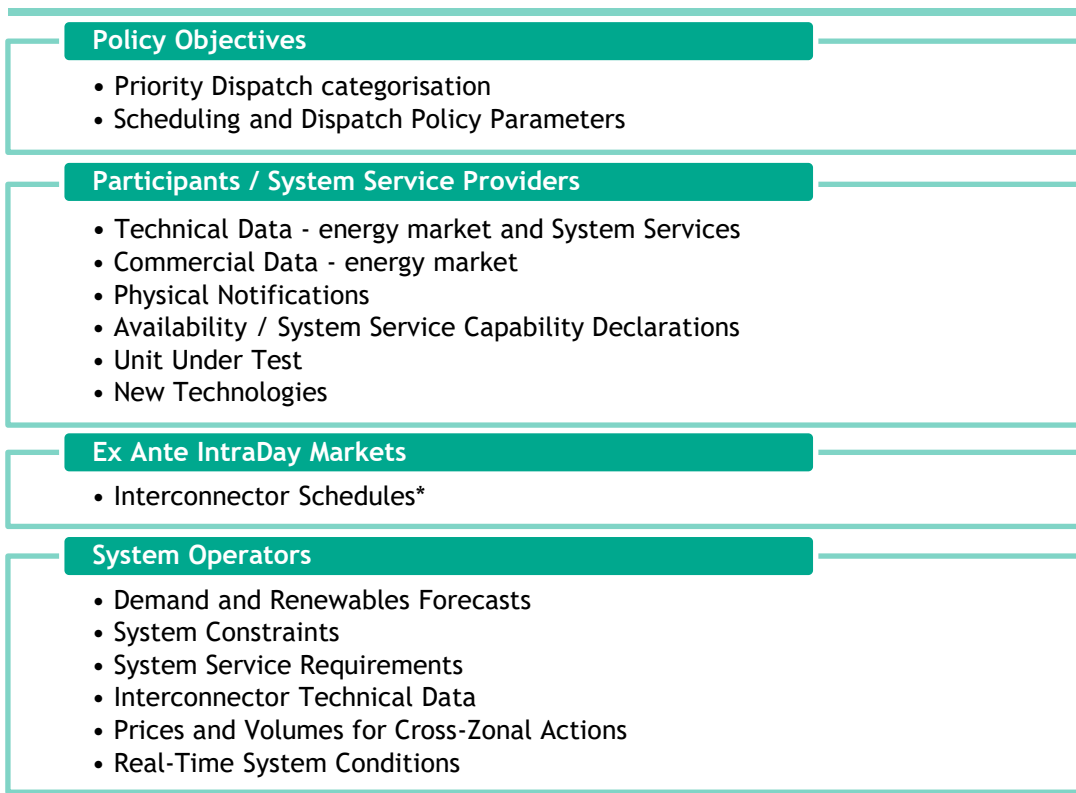 Policy Objectives
• Priority Dispatch categorisation
• Scheduling and Dispatch Policy Parameters
Participants / System Service Providers
• Technical Data - energy market and System Services
• Commercial Data - energy market
• Physical Notifications
• Availability / System Service Capability Declarations
• Unit Under Test
• New Technologies
Ex Ante IntraDay Markets
• Interconnector Schedules*
System Operators
• Demand and Renewables Forecasts
• System Constraints
• System Service Requirements
• Interconnector Technical Data
• Prices and Volumes for Cross-Zonal Actions
• Real-Time System Conditions